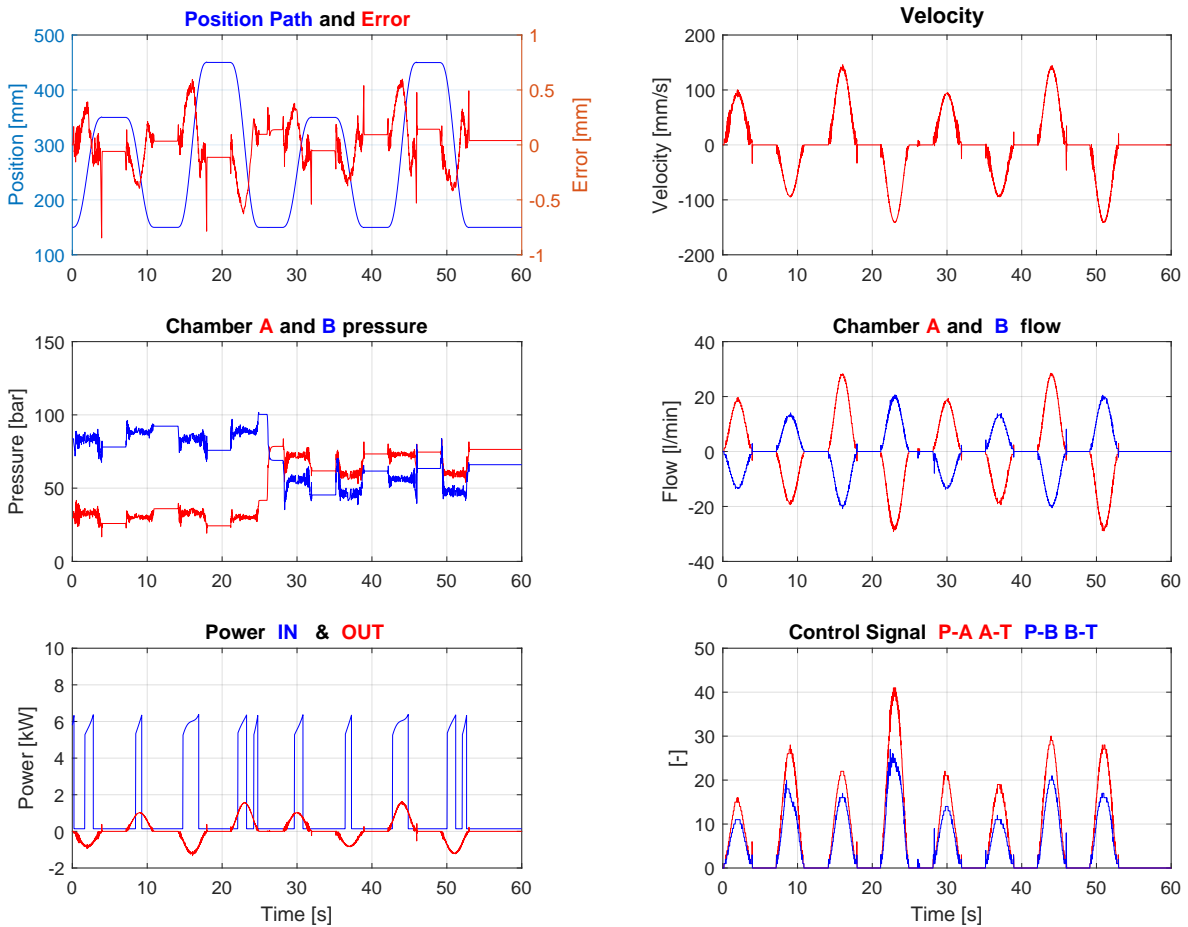 Position Path and Error
500
400
300
200
100
Position [mm]
1
0.5
0
-0.5
-1
Error [mm]
0 10 20 30 40 50 60
Velocity
200
100
0
-100
-200
Velocity [mm/s]
0 10 20 30 40 50 60
Chamber A and B pressure
150
100
50
0
Pressure [bar]
0 10 20 30 40 50 60
Chamber A and B flow
40
20
0
-20
-40
Flow [l/min]
0 10 20 30 40 50 60
Power IN & OUT
10
8
6
4
2
0
-2
Power [kW]
0 10 20 30 40 50 60
Time [s]
Control Signal P-A A-T P-B B-T
50
40
30
20
10
0
[-]
0 10 20 30 40 50 60
Time [s]